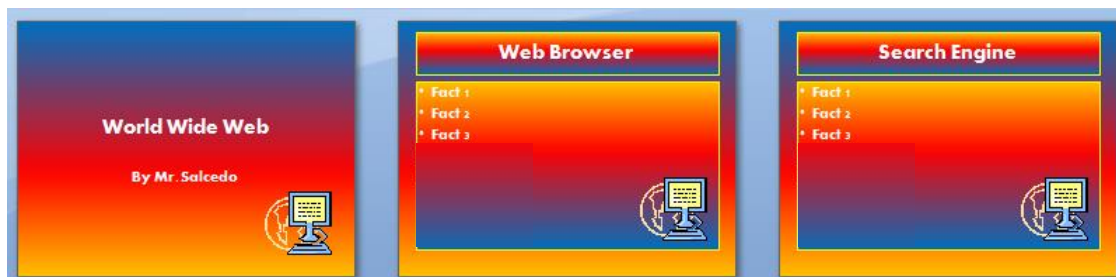 World Wide Web
By Mr. Salcedo
Web Browser
• Fact 1
• Fact 2
• Fact 3
Search Engine
• Fact 1
• Fact 2
• Fact 3